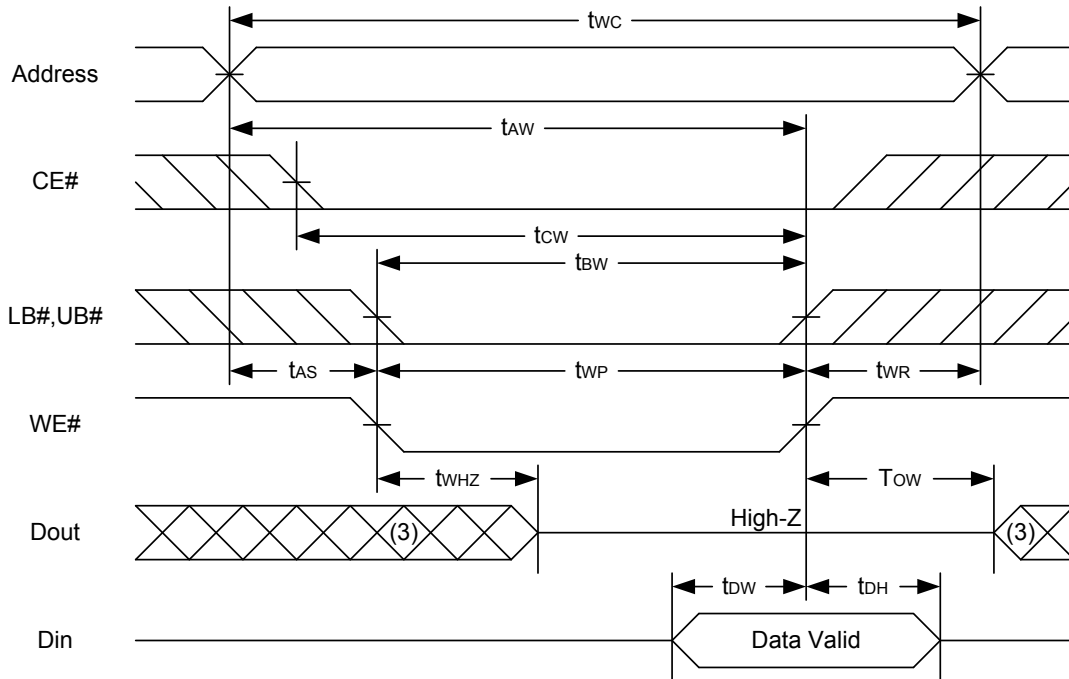 tWC
Address
tAW
CE#
tCW
tBW
LB#,UB#
tAS
tWP
tWR
WE#
tWHZ
TOW
High-Z
Dout
(3)
(3)
tDW
tDH
Din
Data Valid